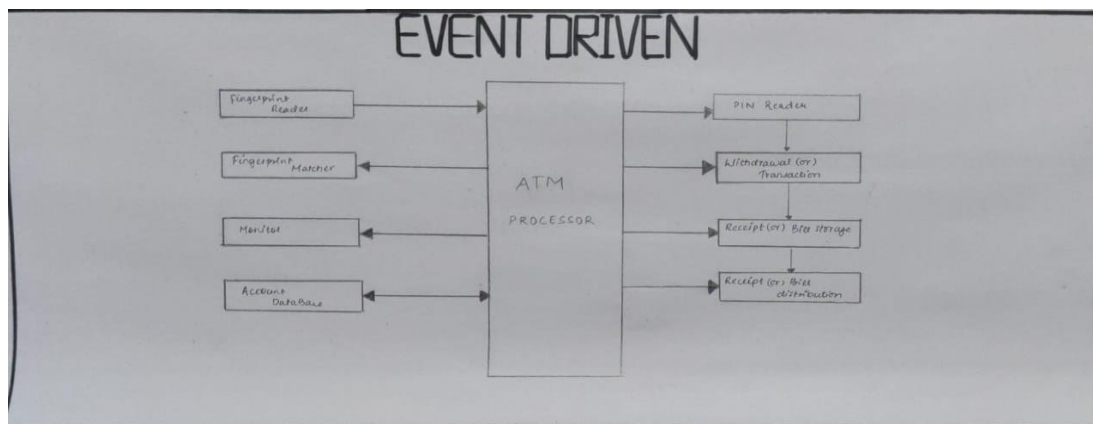 EVENT DRIVEN
Fingerprint
Reader
Fingerprint
Matcher
Monitor
Account
DataBase
ATM
PROCESSOR
PIN Reader
Withdrawal (or)
Transaction
Receipt (or) Bill storage
Receipt (or) Bill
distribution